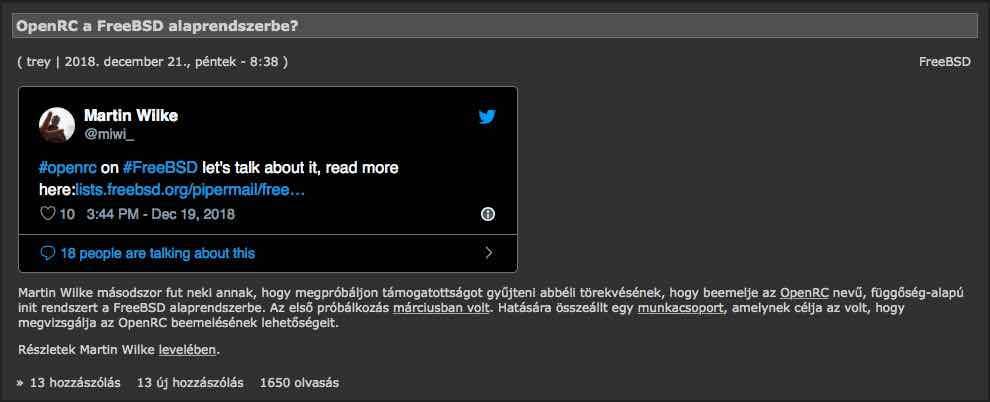 OpenRC a FreeBSD alaprendszerbe?
( trey | 2018. december 21., péntek - 8:38 )
FreeBSD
Martin Wilke
@miwi_
#openrc on #FreeBSD let's talk about it, read more
here:lists.freebsd.org/pipermail/free…
10 3:44 PM - Dec 19, 2018
18 people are talking about this
Martin Wilke másodszor fut neki annak, hogy megpróbáljon támogatottságot gyűjteni abbéli törekvésének, hogy beemelje az OpenRC nevű, függőség-alapú
init rendszert a FreeBSD alaprendszerbe. Az első próbálkozás márciusban volt. Hatására összeállt egy munkacsoport, amelynek célja az volt, hogy
megvizsgálja az OpenRC beemelésének lehetőségeit.
Részletek Martin Wilke levelében.
» 13 hozzászólás 13 új hozzászólás 1650 olvasás